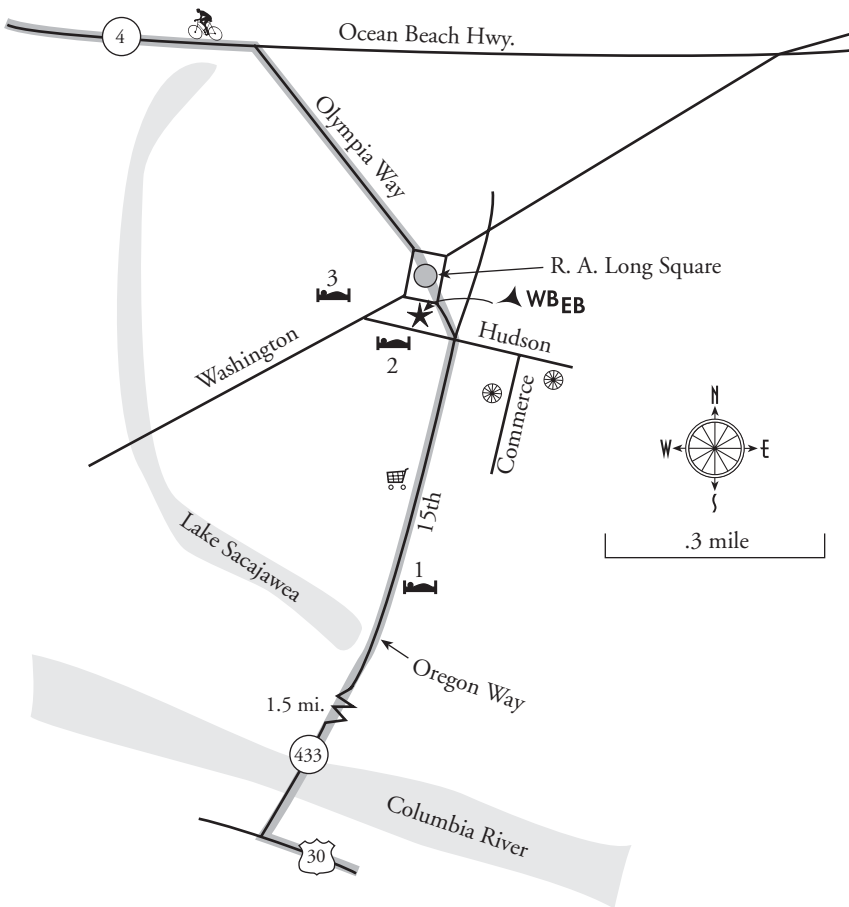 4
Ocean Beach Hwy.
Olympia Way
R. A. Long Square
3
WB EB
Hudson
Washington
2
Commerce
N
W E
S
15th
.3 mile
Lake Sacajawea
1
Oregon Way
1.5 mi.
433
Columbia River
30